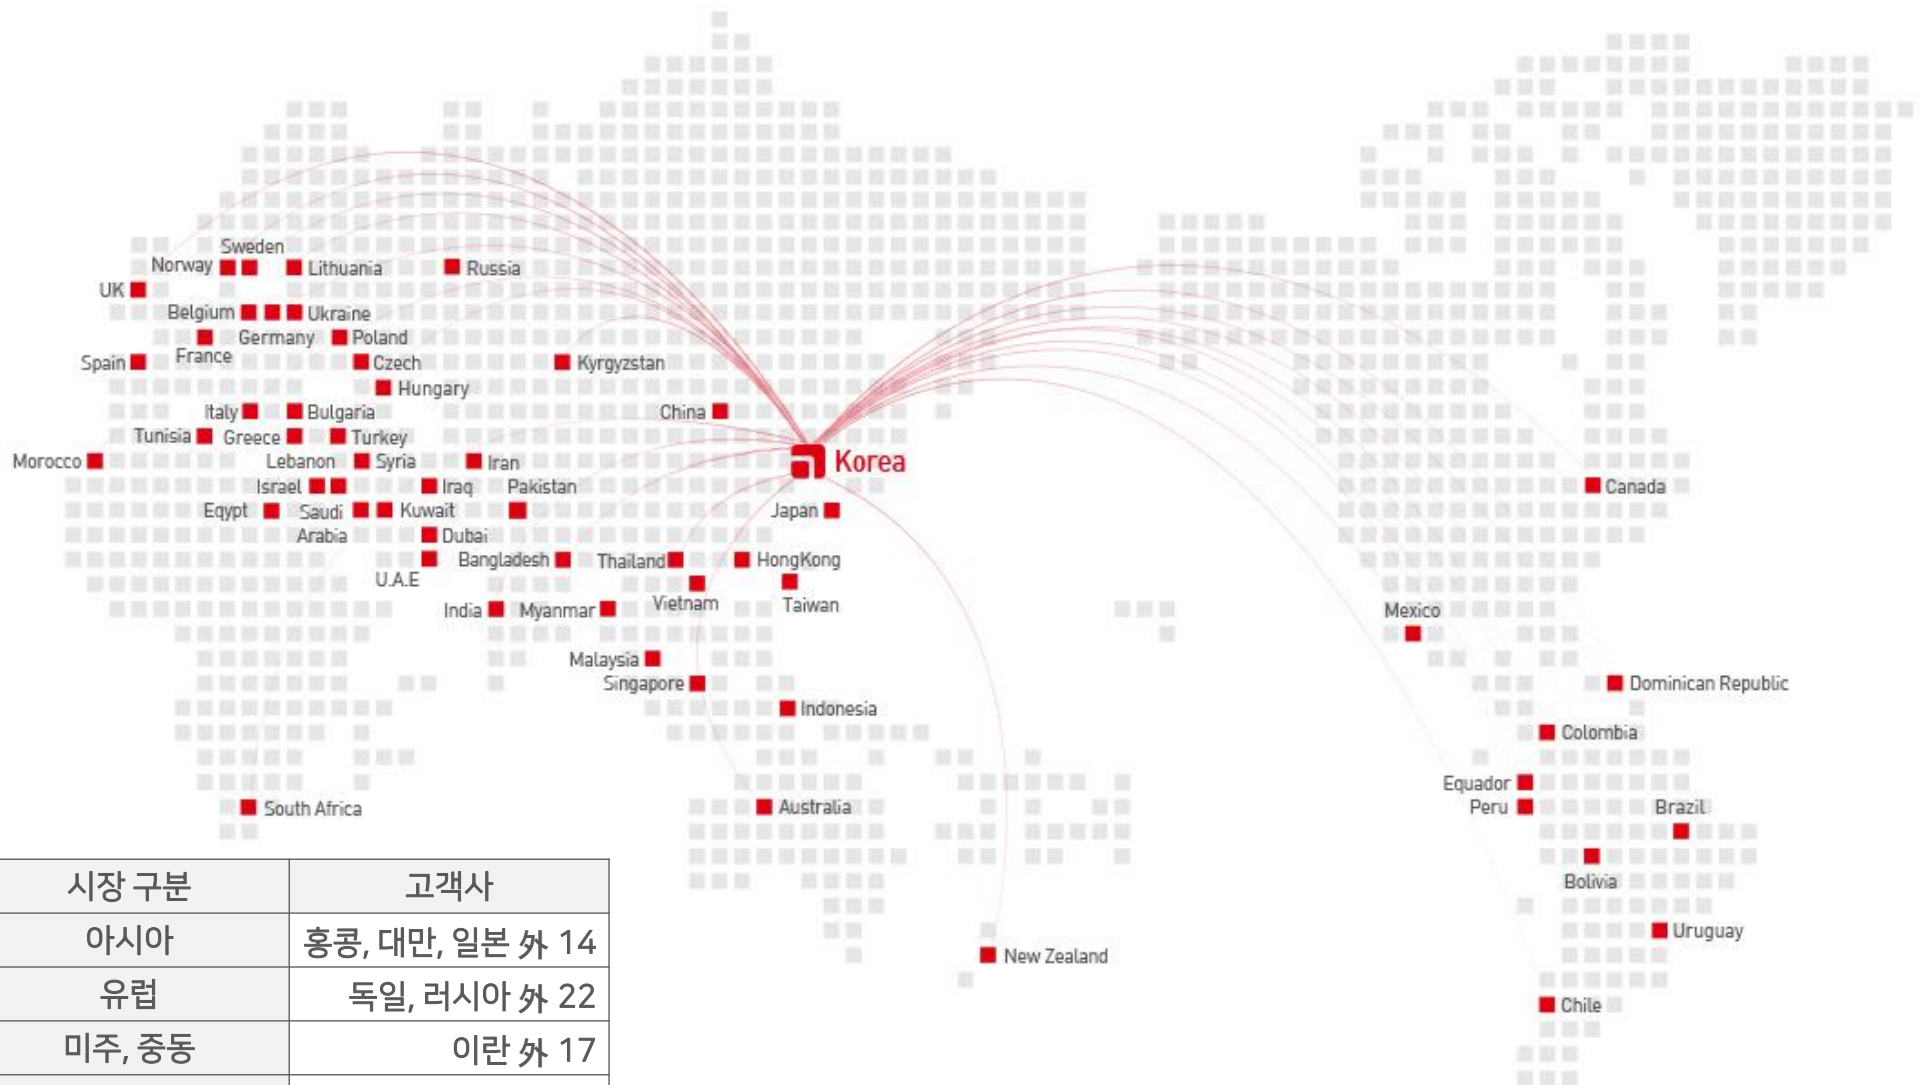 Sweden
Norway
Lithuania
Russia
UK
Belgium
Ukraine
Germany
Poland
France
Spain
Czech
Kyrgyzstan
Hungary
Italy
Bulgaria
China
Tunisia
Greece
Turkey
Morocco
Lebanon
Syria
Iran
Korea
Israel
Iraq
Pakistan
Canada
Eqypt
Saudi
Arabia
Kuwait
Japan
Dubai
Bangladesh
Thailand
HongKong
U.A.E
India
Myanmar
Vietnam
Taiwan
Mexico
Malaysia
Singapore
Dominican Republic
Indonesia
Colombia
Equador
South Africa
Australia
Peru
Brazil
Bolivia
Uruguay
New Zealand
Chile
시장 구분 고객사
아시아 홍콩, 대만, 일본 外 14
유럽 독일, 러시아 外 22
미주, 중동 이란 外 17